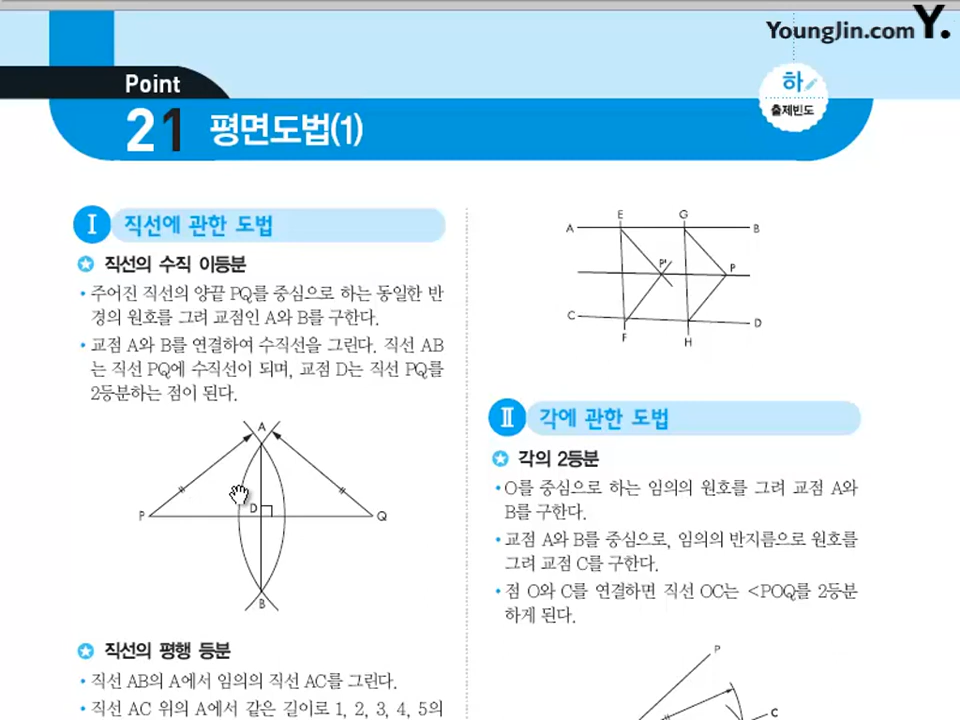 YoungJin.com Y.
Point
21 평면도법(1)
하
출제빈도
Ⅰ 직선에 관한 도법
직선의 수직 이등분
• 주어진 직선의 양끝 PQ를 중심으로 하는 동일한 반
경의 원호를 그려 교점인 A와 B를 구한다.
• 교점 A와 B를 연결하여 수직선을 그린다. 직선 AB
는 직선 PQ에 수직선이 되며, 교점 D는 직선 PQ를
2등분하는 점이 된다.
A
P
D
Q
B
직선의 평행 등분
• 직선 AB의 A에서 임의의 직선 AC를 그린다.
• 직선 AC 위의 A에서 같은 길이로 1, 2, 3, 4, 5의
E
G
A
B
P'
P
C
D
F
H
Ⅱ 각에 관한 도법
각의 2등분
• O를 중심으로 하는 임의의 원호를 그려 교점 A와
B를 구한다.
• 교점 A와 B를 중심으로, 임의의 반지름으로 원호를
그려 교점 C를 구한다.
• 점 O와 C를 연결하면 직선 OC는 <POQ를 2등분
하게 된다.
P
C